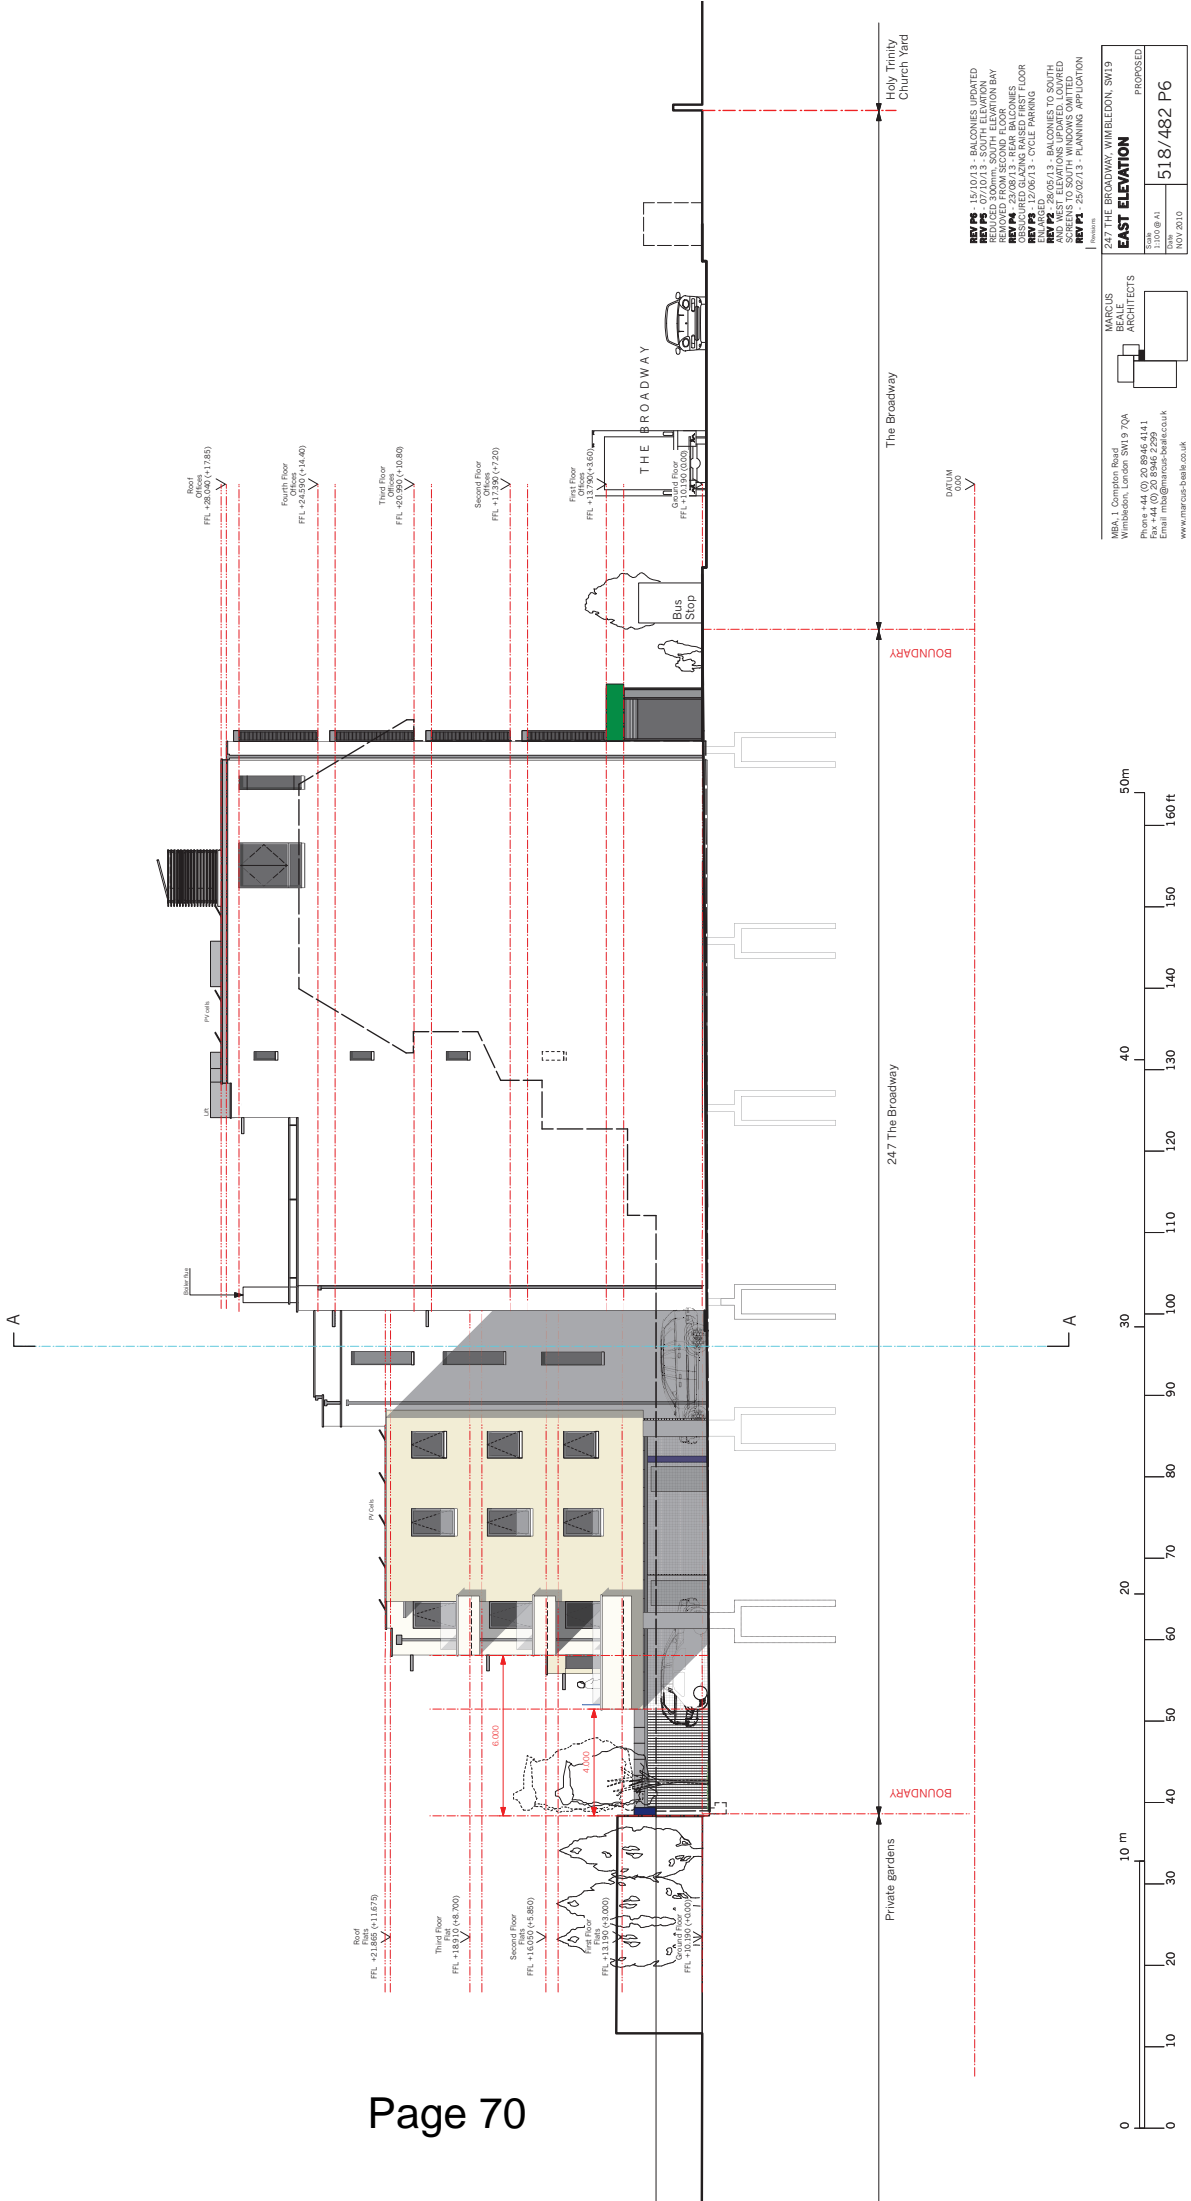 A
A
Roof
Offices
FFL +28.040 (+17.85)
Fourth Floor
Offices
FFL +24.590 (+14.40)
Third Floor
Offices
FFL +20.990 (+10.80)
Second Floor
Offices
FFL +17.390 (+7.20)
First Floor
Offices
FFL +13.790(+3.60)
Ground Floor
FFL +10.190 (0.00)
Lift
PV cells
Boiler flue
PV Cells
THE BROADWAY
Bus
Stop
Roof
Flats
FFL +21.865 (+11.675)
Third Floor
Flat
FFL +18.910 (+8.700)
Second Floor
Flats
FFL +16.050 (+5.850)
First Floor
Flats
FFL +13.190 (+3.000)
Ground Floor
FFL +10.190 (+0.00)
6.000
4.000
BOUNDARY
BOUNDARY
Private gardens
247 The Broadway
The Broadway
Holy Trinity
Church Yard
DATUM
0.00
0 10 m 20 30 40 50m
0 10 20 30 40 50 60 70 80 90 100 110 120 130 140 150 160 ft
REV P6 - 15/10/13 - BALCONIES UPDATED
REV P5 - 07/10/13 - SOUTH ELEVATION
REDUCED 300mm, SOUTH ELEVATION BAY
REMOVED FROM SECOND FLOOR
REV P4 - 23/08/13 - REAR BALCONIES
OBSUCURED GLAZING RAISED FIRST FLOOR
REV P3 - 12/06/13 - CYCLE PARKING
ENLARGED
REV P2 - 28/05/13 - BALCONIES TO SOUTH
AND WEST ELEVATIONS UPDATED. LOUVRED
SCREENS TO SOUTH WINDOWS OMITTED
REV P1 - 25/02/13 - PLANNING APPLICATION
Revisions
MBA, 1 Compton Road
Wimbledon, London SW19 7QA
Phone +44 (0) 20 8946 4141
Fax +44 (0) 20 8946 2299
Email mba@marcus-beale.co.uk
www.marcus-beale.co.uk
MARCUS
BEALE
ARCHITECTS
247 THE BROADWAY, WIMBLEDON, SW19
EAST ELEVATION
PROPOSED
Scale
1:100 @ A1
Date
NOV 2010
518/482 P6
Page 70